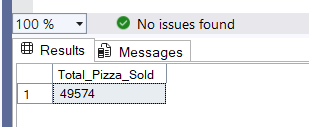 100 % No issues found
Results Messages
Total_Pizza_Sold
1 49574